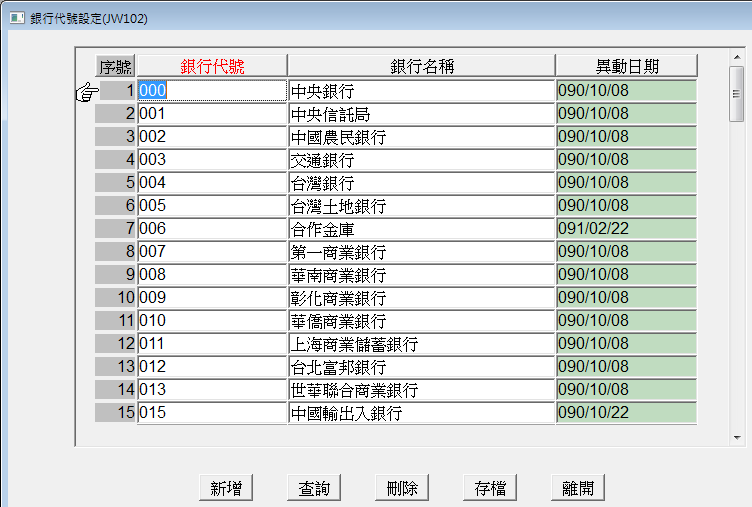 銀行代號設定(JW102)
序號 銀行代號 銀行名稱 異動日期
1 000 中央銀行 090/10/08
2 001 中央信託局 090/10/08
3 002 中國農民銀行 090/10/08
4 003 交通銀行 090/10/08
5 004 台灣銀行 090/10/08
6 005 台灣土地銀行 090/10/08
7 006 合作金庫 091/02/22
8 007 第一商業銀行 090/10/08
9 008 華南商業銀行 090/10/08
10 009 彰化商業銀行 090/10/08
11 010 華僑商業銀行 090/10/08
12 011 上海商業儲蓄銀行 090/10/08
13 012 台北富邦銀行 090/10/08
14 013 世華聯合商業銀行 090/10/08
15 015 中國輸出入銀行 090/10/22
新增 查詢 刪除 存檔 離開